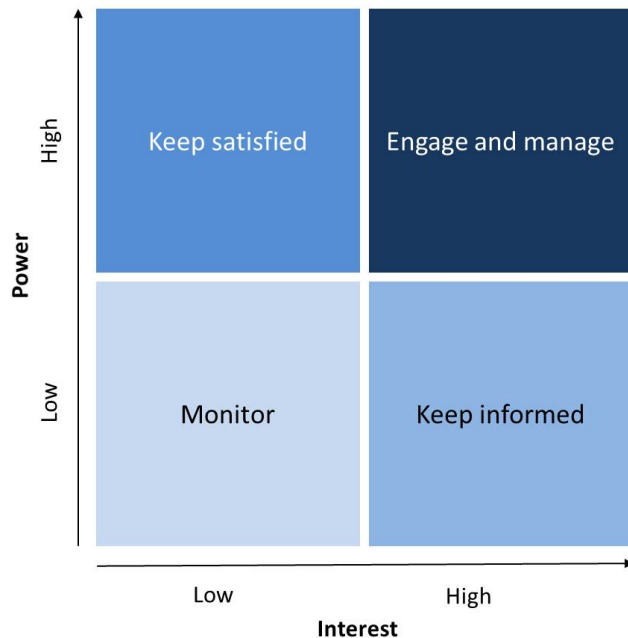 High
Keep satisfied
Engage and manage
Power
Low
Monitor
Keep informed
Low
High
Interest